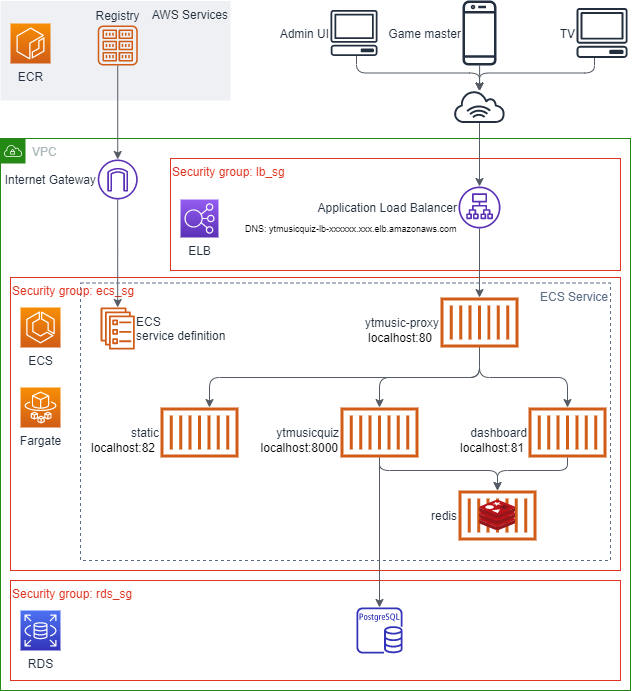 Registry
AWS Services
ECR
Admin UI
Game master
TV
VPC
Internet Gateway
Security group: lb_sg
Application Load Balancer
DNS: ytmusicquiz-lb-xxxxxx.xxx.elb.amazonaws.com
ELB
Security group: ecs_sg
ECS Service
ECS
service definition
ytmusic-proxy
localhost:80
ECS
Fargate
static
localhost:82
ytmusicquiz
localhost:8000
dashboard
localhost:81
redis
Security group: rds_sg
PostgreSQL
RDS